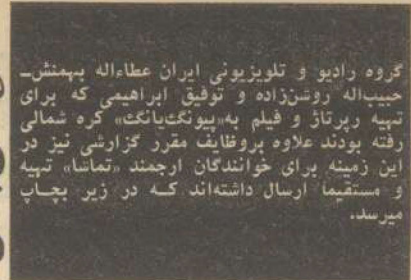 گروه رادیو و تلویزیونی ایران عطاءاله بهمنش۔
حبیب‌اله روشن‌زاده و توفیق ابراهیمی که برای
تهیه رپرتاژ و فیلم به«پیونگ‌یانگ» کره شمالی
رفته بودند علاوه بروظایف مقرر گزارشی نیز در
این زمینه برای خوانندگان ارجمند «تماشا» تهیه
و مستقیما ارسال داشته‌اند که در زیر بچاپ
میرسد.